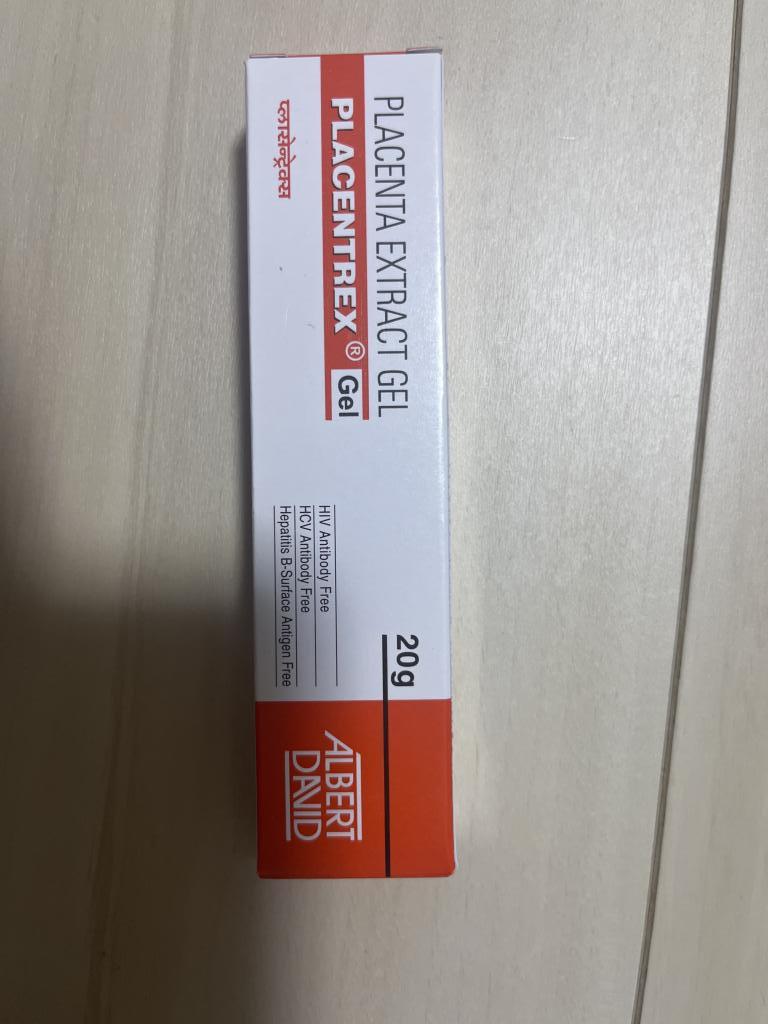 PLACENTA EXTRACT GEL
PLACENTREX® Gel
प्लासेन्ट्रेक्स
20g
HIV Antibody Free
HCV Antibody Free
Hepatitis B-Surface Antigen Free
ALBERT
DAVID